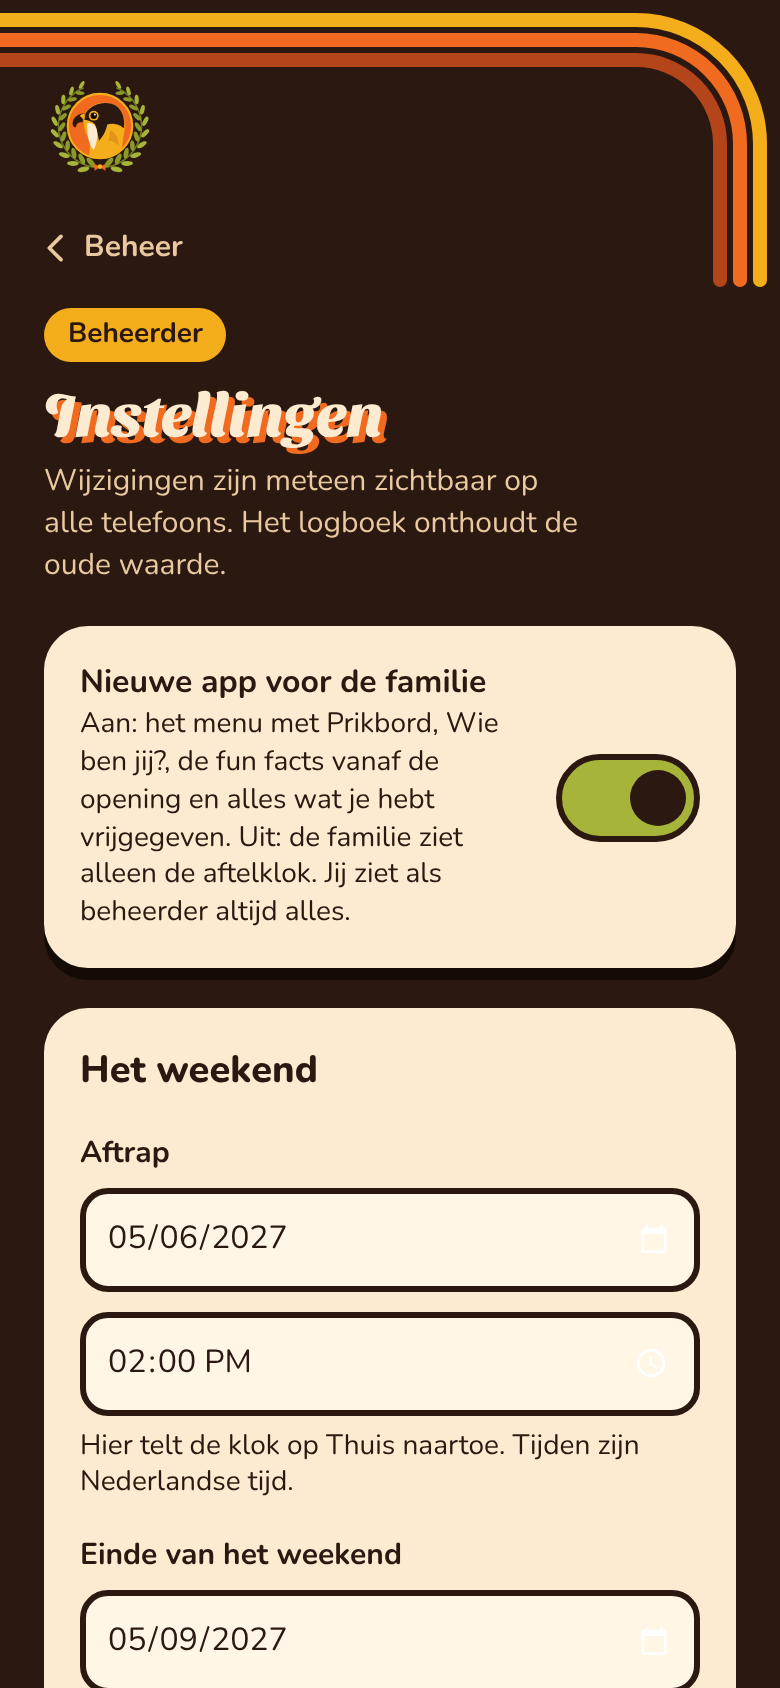 Beheer
Beheerder
Instellingen
Wijzigingen zijn meteen zichtbaar op
alle telefoons. Het logboek onthoudt de
oude waarde.
Nieuwe app voor de familie
Aan: het menu met Prikbord, Wie
ben jij?, de fun facts vanaf de
opening en alles wat je hebt
vrijgegeven. Uit: de familie ziet
alleen de aftelklok. Jij ziet als
beheerder altijd alles.
Het weekend
Aftrap
05/06/2027
02:00 PM
Hier telt de klok op Thuis naartoe. Tijden zijn
Nederlandse tijd.
Einde van het weekend
05/09/2027